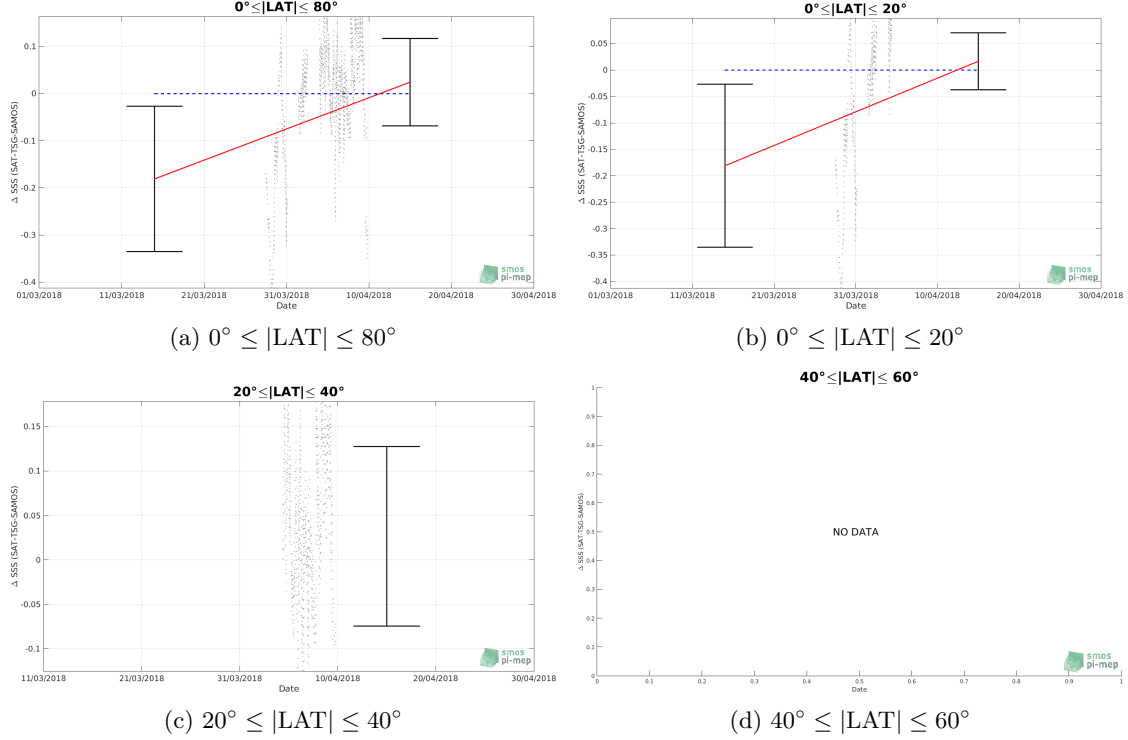 0°≤|LAT|≤ 80°
0.1
0
-0.1
-0.2
-0.3
-0.4
Δ SSS (SAT-TSG-SAMOS)
01/03/2018 11/03/2018 21/03/2018 31/03/2018 10/04/2018 20/04/2018 30/04/2018
Date
smos
pi-mep
(a) 0° ≤ |LAT| ≤ 80°
0°≤|LAT|≤ 20°
0.05
0
-0.05
-0.1
-0.15
-0.2
-0.25
-0.3
-0.35
-0.4
Δ SSS (SAT-TSG-SAMOS)
01/03/2018 11/03/2018 21/03/2018 31/03/2018 10/04/2018 20/04/2018 30/04/2018
Date
smos
pi-mep
(b) 0° ≤ |LAT| ≤ 20°
20°≤|LAT|≤ 40°
0.15
0.1
0.05
0
-0.05
-0.1
Δ SSS (SAT-TSG-SAMOS)
11/03/2018 21/03/2018 31/03/2018 10/04/2018 20/04/2018 30/04/2018
Date
smos
pi-mep
(c) 20° ≤ |LAT| ≤ 40°
40°≤|LAT|≤ 60°
1
0.9
0.8
0.7
0.6
0.5
0.4
0.3
0.2
0.1
0
Δ SSS (SAT-TSG-SAMOS)
NO DATA
0 0.1 0.2 0.3 0.4 0.5 0.6 0.7 0.8 0.9 1
Date
smos
pi-mep
(d) 40° ≤ |LAT| ≤ 60°